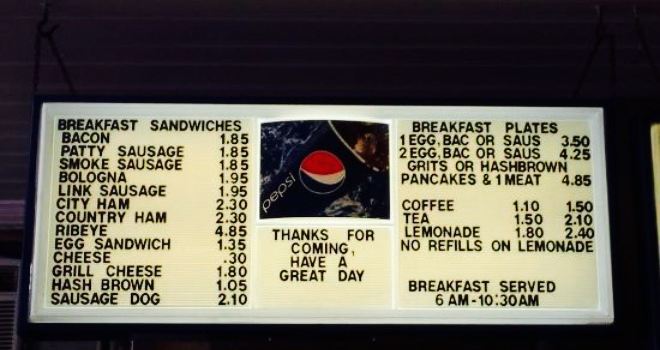 BREAKFAST SANDWICHES
BACON 1.85
PATTY SAUSAGE 1.85
SMOKE SAUSAGE 1.85
BOLOGNA 1.95
LINK SAUSAGE 1.95
CITY HAM 2.30
COUNTRY HAM 2.30
RIBEYE 4.85
EGG SANDWICH 1.35
CHEESE .30
GRILL CHEESE 1.80
HASH BROWN 1.05
SAUSAGE DOG 2.10
pepsi
THANKS FOR
COMING,
HAVE A
GREAT DAY
BREAKFAST PLATES
1 EGG, BAC OR SAUS 3.50
2 EGG, BAC OR SAUS 4.25
GRITS OR HASHBROWN
PANCAKES & 1 MEAT 4.85
COFFEE 1.10 1.50
TEA 1.50 2.10
LEMONADE 1.80 2.40
NO REFILLS ON LEMONADE
BREAKFAST SERVED
6 AM-10:30AM